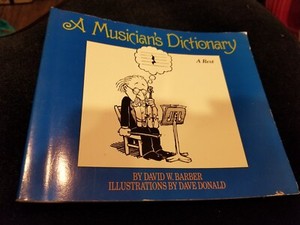 A Musician's Dictionary
A Rest
BY DAVID W. BARBER
ILLUSTRATIONS BY DAVE DONALD